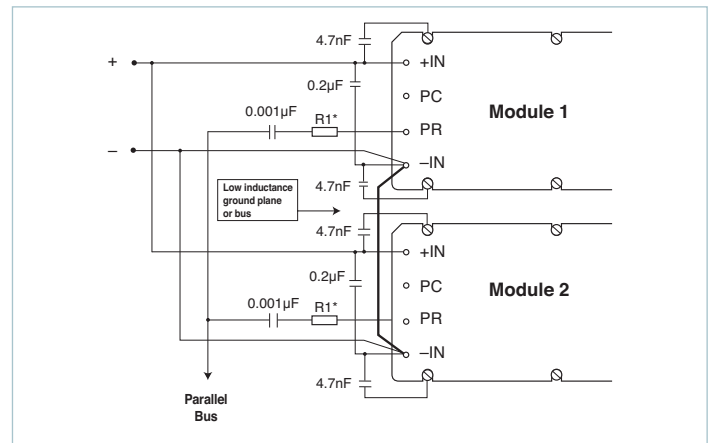 4.7nF
+
+IN
0.2µF
PC
Module 1
0.001µF
R1*
PR
–
–IN
4.7nF
Low inductance
ground plane
or bus
4.7nF
+IN
0.2µF
PC
Module 2
0.001µF
R1*
PR
–IN
4.7nF
Parallel
Bus